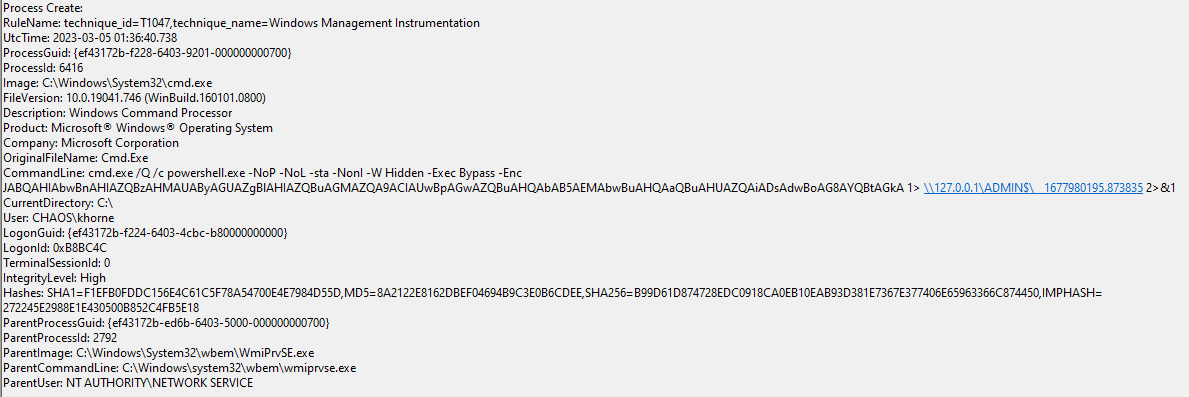 Process Create:
RuleName: technique_id=T1047,technique_name=Windows Management Instrumentation
UtcTime: 2023-03-05 01:36:40.738
ProcessGuid: {ef43172b-f228-6403-9201-000000000700}
ProcessId: 6416
Image: C:\Windows\System32\cmd.exe
FileVersion: 10.0.19041.746 (WinBuild.160101.0800)
Description: Windows Command Processor
Product: Microsoft® Windows® Operating System
Company: Microsoft Corporation
OriginalFileName: Cmd.Exe
CommandLine: cmd.exe /Q /c powershell.exe -NoP -NoL -sta -NonI -W Hidden -Exec Bypass -Enc
JABQAHIAbwBnAHIAZQBzAHMAUAByAGUAZgBlAHIAZQBuAGMAZQA9ACIAUwBpAGwAZQBuAHQAbAB5AEMAbwBuAHQAaQBuAHUAZQAiADsAdwBoAG8AYQBtAGkA 1> \\127.0.0.1\ADMIN$\__1677980195.873835 2>&1
CurrentDirectory: C:\
User: CHAOS\khorne
LogonGuid: {ef43172b-f224-6403-4cbc-b80000000000}
LogonId: 0xB8BC4C
TerminalSessionId: 0
IntegrityLevel: High
Hashes: SHA1=F1EFB0FDDC156E4C61C5F78A54700E4E7984D55D,MD5=8A2122E8162DBEF04694B9C3E0B6CDEE,SHA256=B99D61D874728EDC0918CA0EB10EAB93D381E7367E377406E65963366C874450,IMPHASH=
272245E2988E1E430500B852C4FB5E18
ParentProcessGuid: {ef43172b-ed6b-6403-5000-000000000700}
ParentProcessId: 2792
ParentImage: C:\Windows\System32\wbem\WmiPrvSE.exe
ParentCommandLine: C:\Windows\system32\wbem\wmiprvse.exe
ParentUser: NT AUTHORITY\NETWORK SERVICE